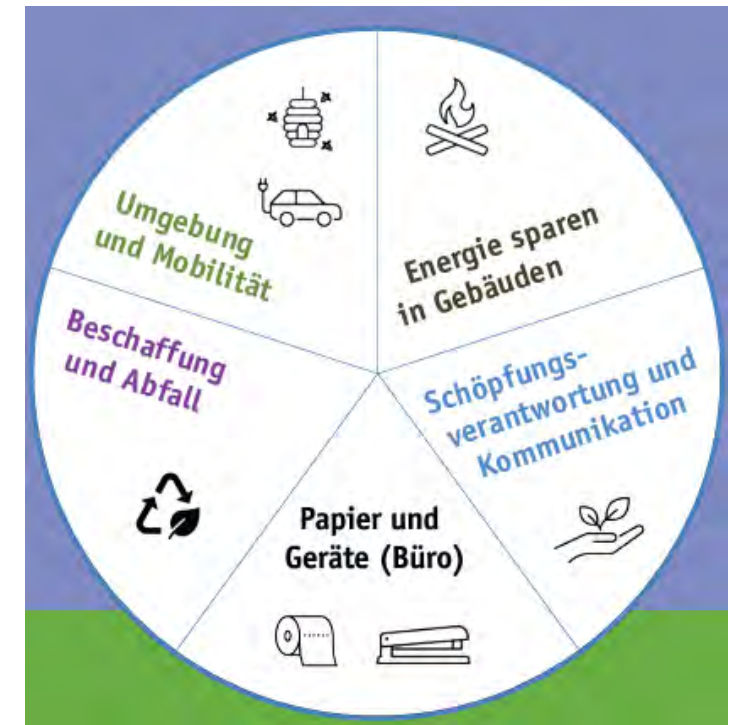 Umgebung
und Mobilität
Energie sparen
in Gebäuden
Beschaffung
und Abfall
Schöpfungs-
verantwortung und
Kommunikation
Papier und
Geräte (Büro)